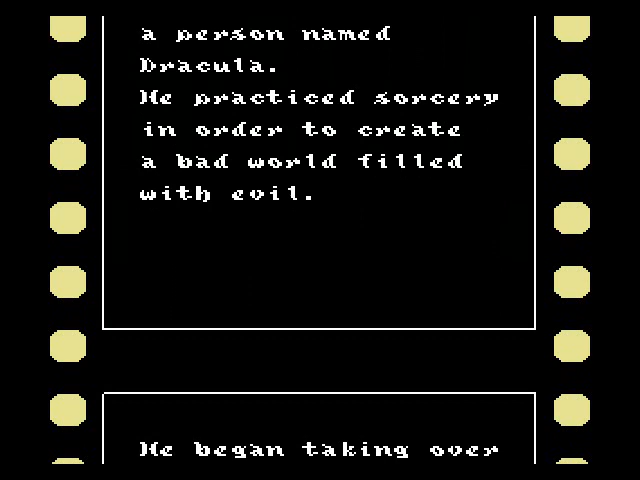 a person named
Dracula.
He practiced sorcery
in order to create
a bad world filled
with evil.
He began taking over